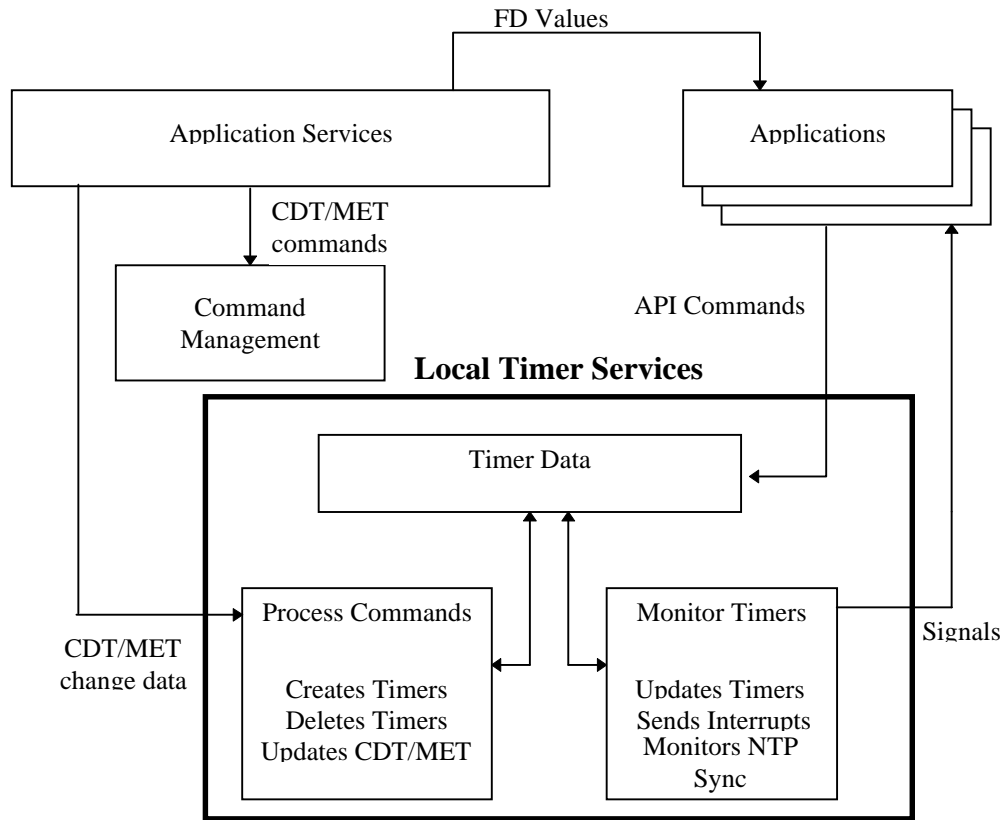 FD Values
Application Services
Applications
CDT/MET
commands
Command
Management
API Commands
Local Timer Services
Timer Data
Process Commands
Creates Timers
Deletes Timers
Updates CDT/MET
Monitor Timers
Updates Timers
Sends Interrupts
Monitors NTP
Sync
CDT/MET
change data
Signals